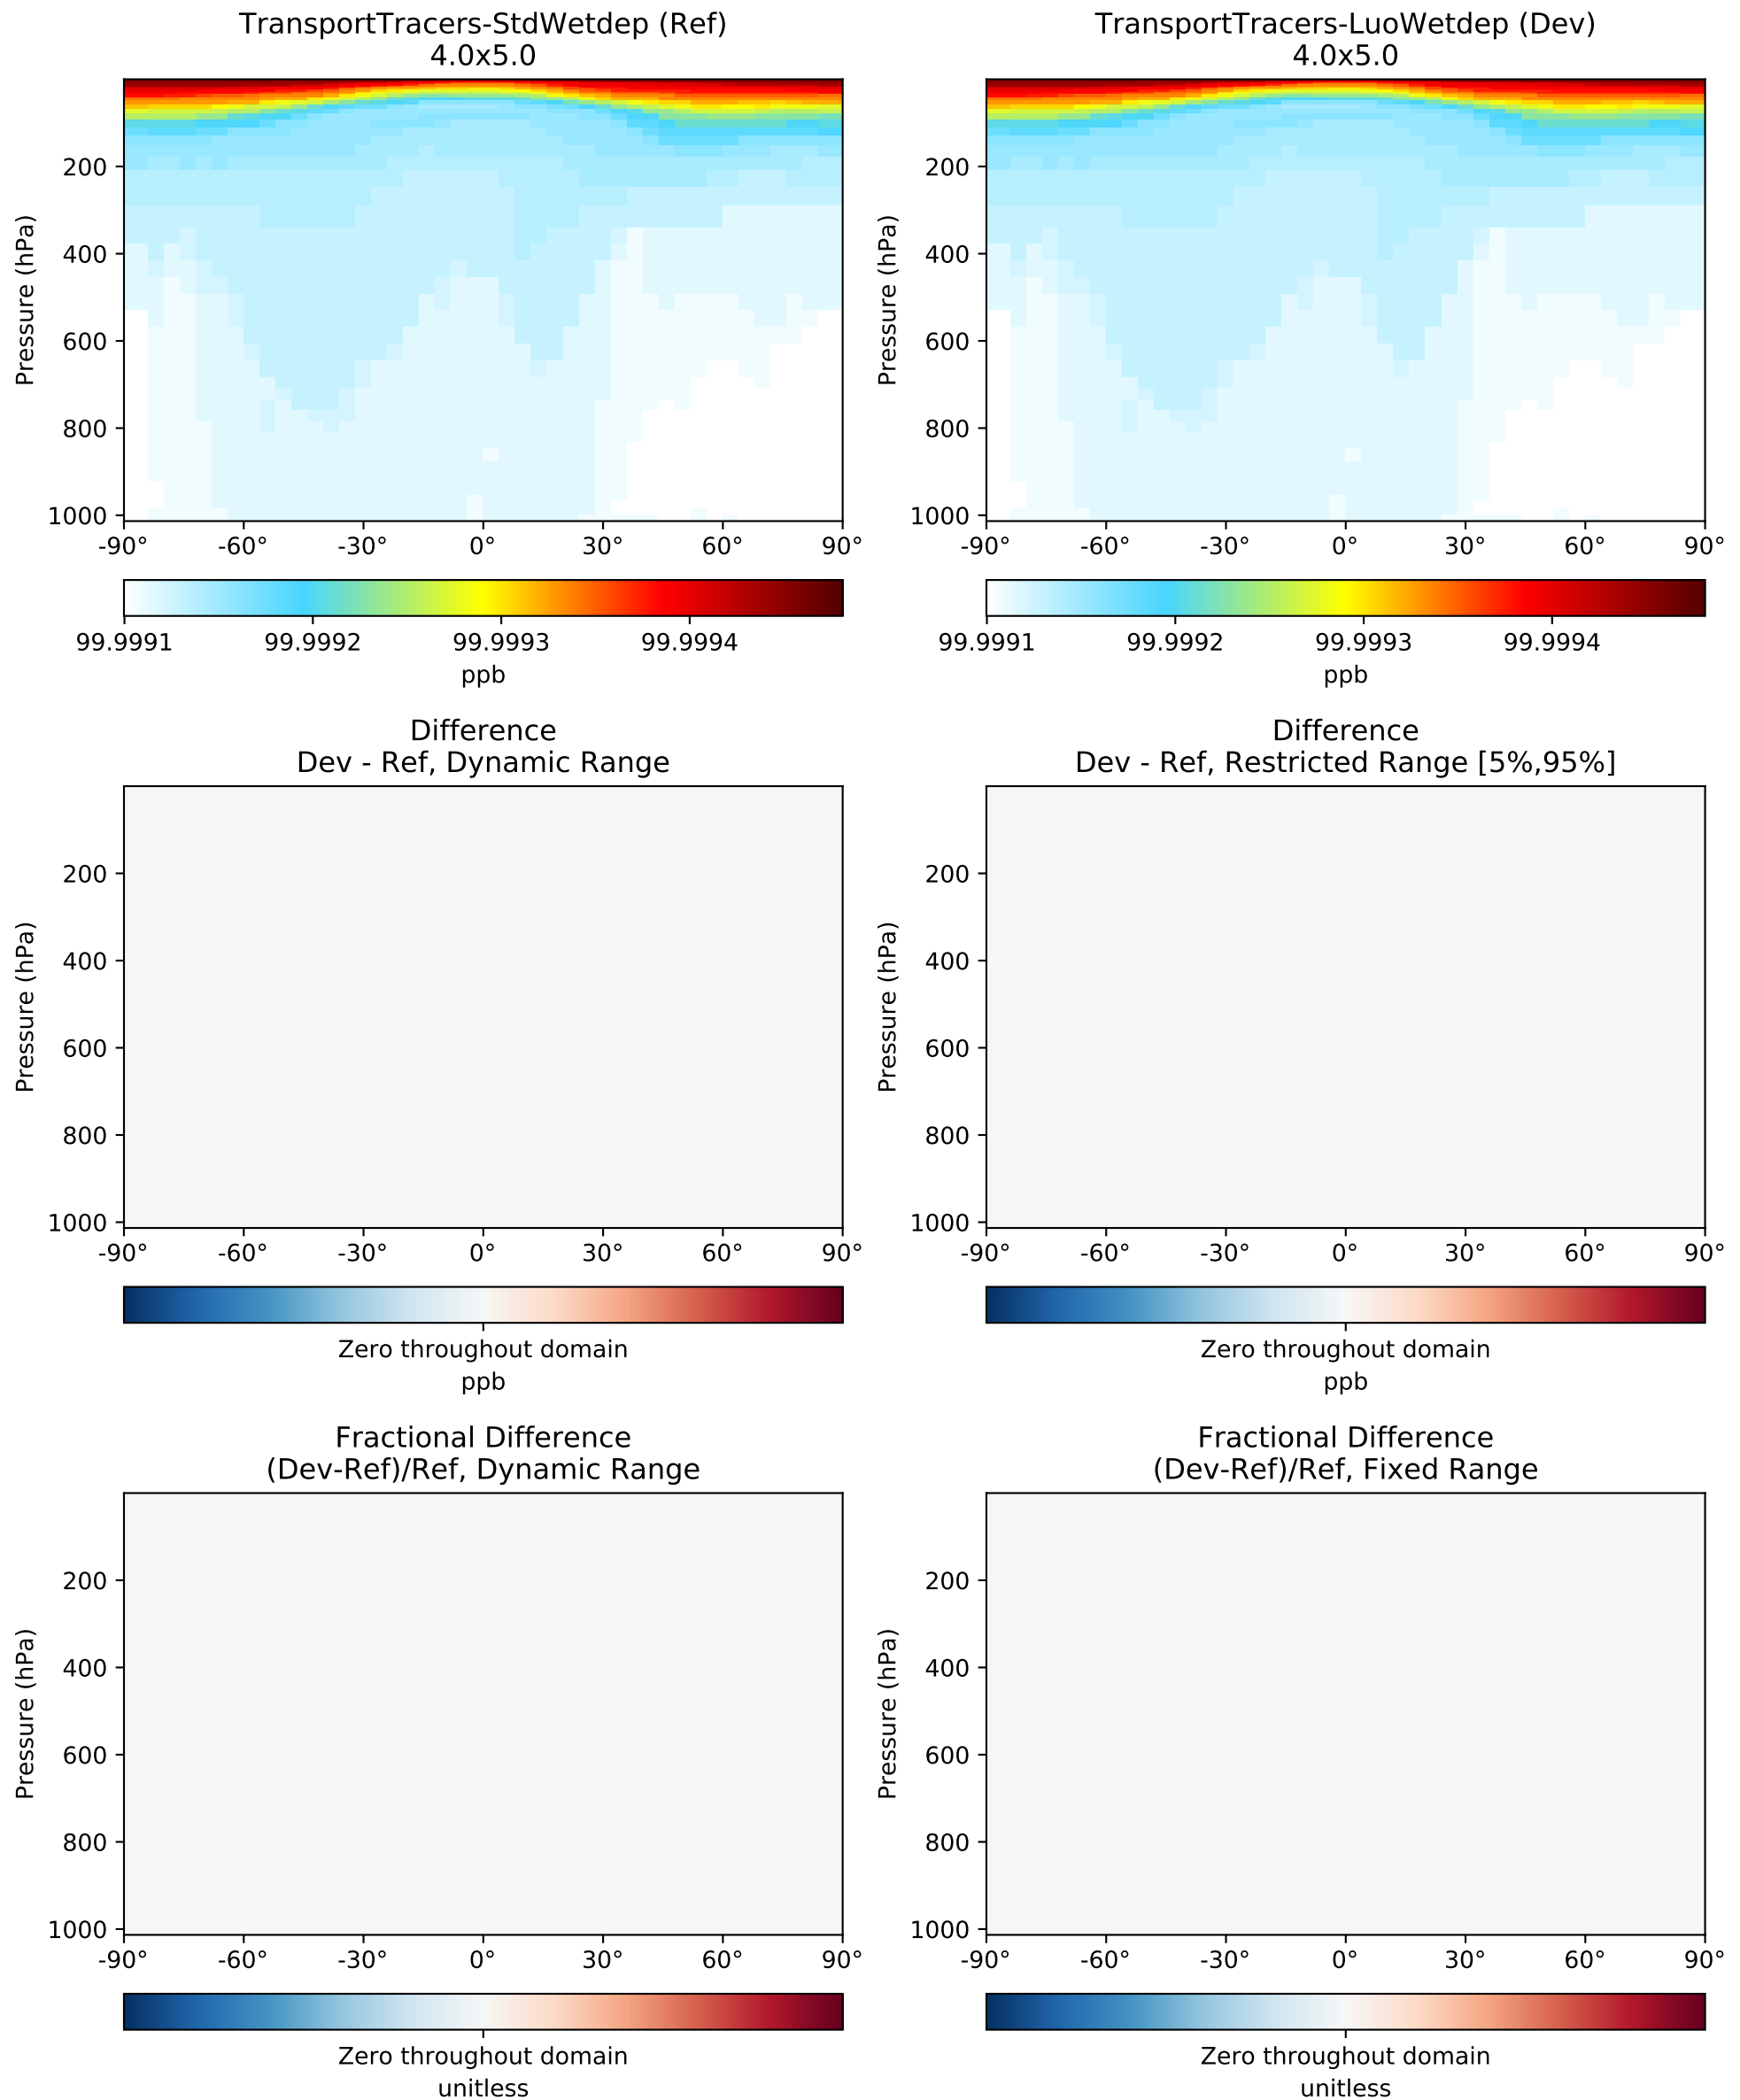 TransportTracers-StdWetdep (Ref)
4.0x5.0
Pressure (hPa)
200
400
600
800
1000
-90° -60° -30° 0° 30° 60° 90°
99.9991 99.9992 99.9993 99.9994
ppb
TransportTracers-LuoWetdep (Dev)
4.0x5.0
Pressure (hPa)
200
400
600
800
1000
-90° -60° -30° 0° 30° 60° 90°
99.9991 99.9992 99.9993 99.9994
ppb
Difference
Dev - Ref, Dynamic Range
Pressure (hPa)
200
400
600
800
1000
-90° -60° -30° 0° 30° 60° 90°
Zero throughout domain
ppb
Difference
Dev - Ref, Restricted Range [5%,95%]
Pressure (hPa)
200
400
600
800
1000
-90° -60° -30° 0° 30° 60° 90°
Zero throughout domain
ppb
Fractional Difference
(Dev-Ref)/Ref, Dynamic Range
Pressure (hPa)
200
400
600
800
1000
-90° -60° -30° 0° 30° 60° 90°
Zero throughout domain
unitless
Fractional Difference
(Dev-Ref)/Ref, Fixed Range
Pressure (hPa)
200
400
600
800
1000
-90° -60° -30° 0° 30° 60° 90°
Zero throughout domain
unitless